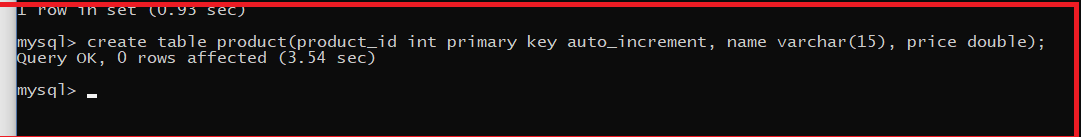 1 row in set (0.93 sec)
mysql> create table product(product_id int primary key auto_increment, name varchar(15), price double);
Query OK, 0 rows affected (3.54 sec)
mysql>